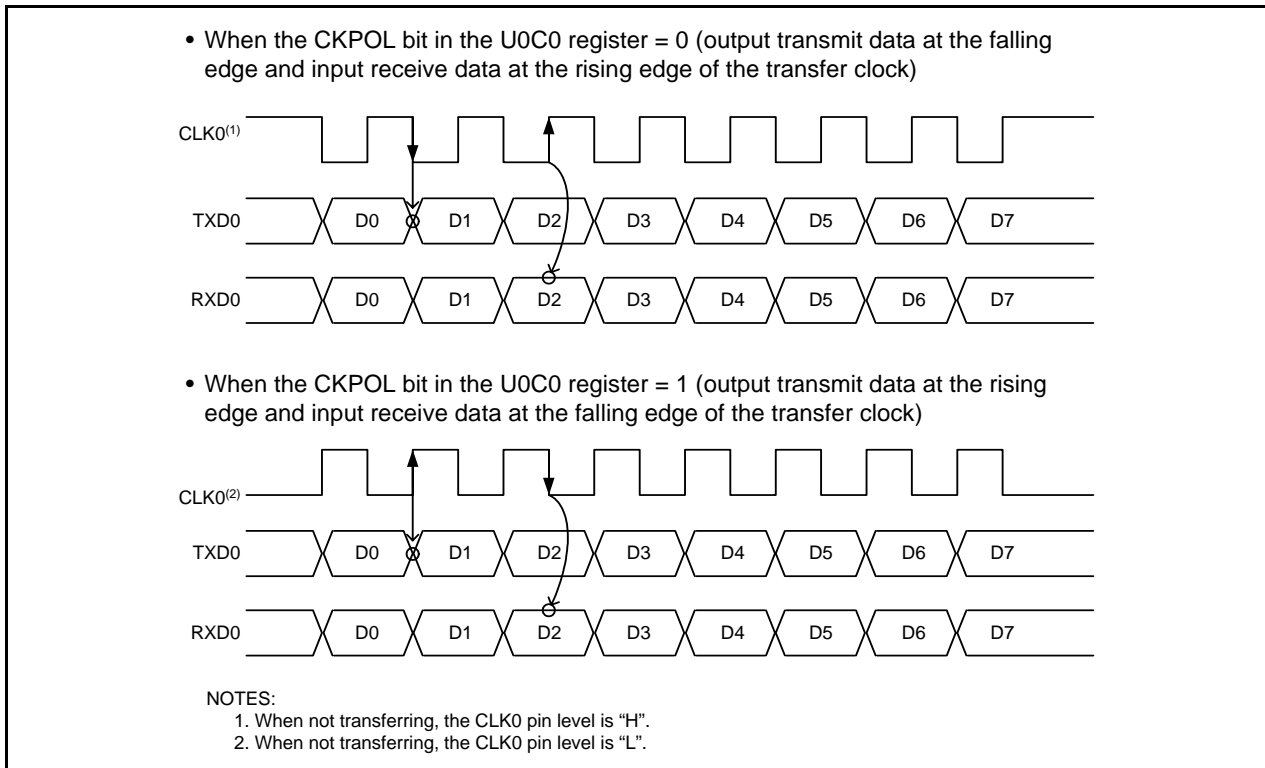 • When the CKPOL bit in the U0C0 register = 0 (output transmit data at the falling
edge and input receive data at the rising edge of the transfer clock)
CLK0(1)
TXD0 D0 D1 D2 D3 D4 D5 D6 D7
RXD0 D0 D1 D2 D3 D4 D5 D6 D7
• When the CKPOL bit in the U0C0 register = 1 (output transmit data at the rising
edge and input receive data at the falling edge of the transfer clock)
CLK0(2)
TXD0 D0 D1 D2 D3 D4 D5 D6 D7
RXD0 D0 D1 D2 D3 D4 D5 D6 D7
NOTES:
1. When not transferring, the CLK0 pin level is “H”.
2. When not transferring, the CLK0 pin level is “L”.